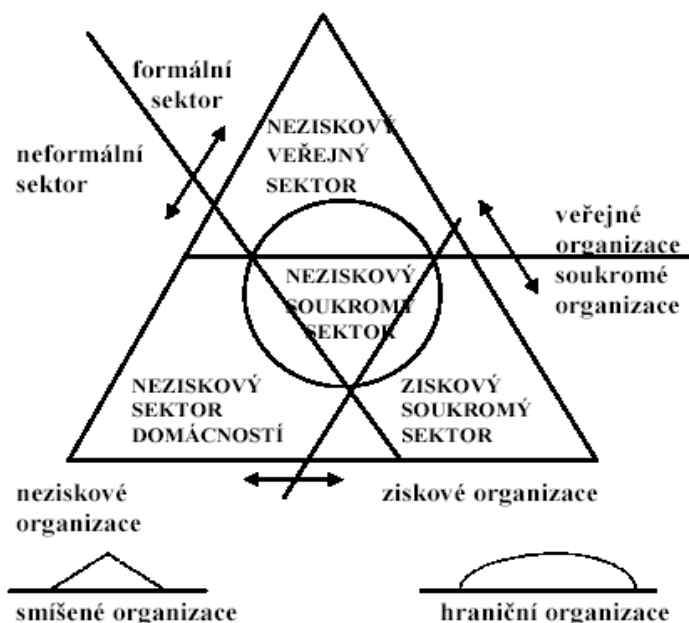 formální
sektor
neformální
sektor
NEZISKOVÝ
VEŘEJNÝ
SEKTOR
veřejné
organizace
soukromé
organizace
NEZISKOVÝ
SOUKROMÝ
SEKTOR
NEZISKOVÝ
SEKTOR
DOMÁCNOSTÍ
ZISKOVÝ
SOUKROMÝ
SEKTOR
neziskové
organizace
ziskové organizace
smíšené organizace
hraniční organizace